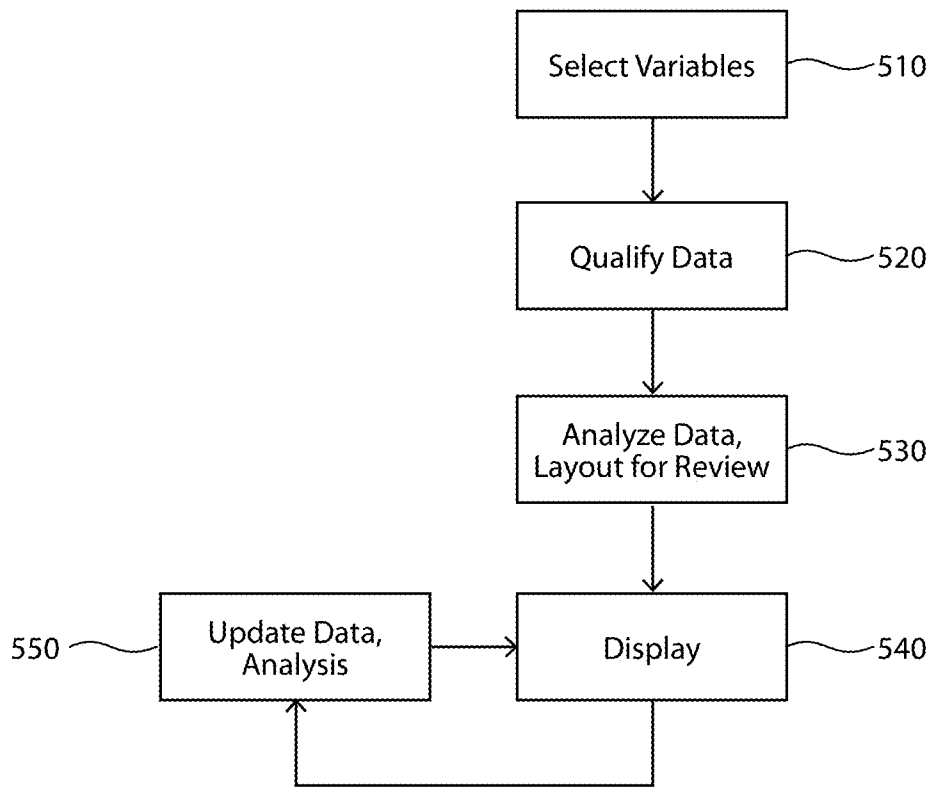 Select Variables
510
Qualify Data
520
Analyze Data,
Layout for Review
530
550
Update Data,
Analysis
Display
540